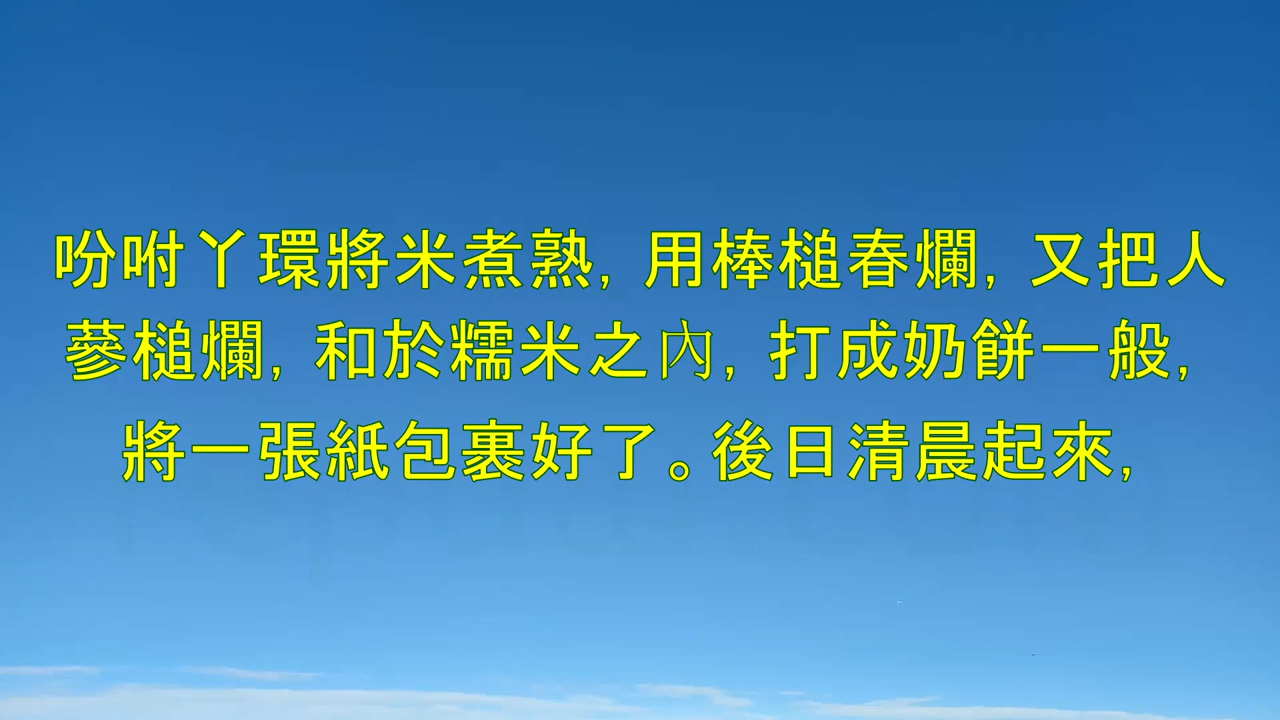 吩咐丫環將米煮熟，用棒槌春爛，又把人
蔘槌爛，和於糯米之內，打成奶餅一般，
將一張紙包裹好了。後日清晨起來，